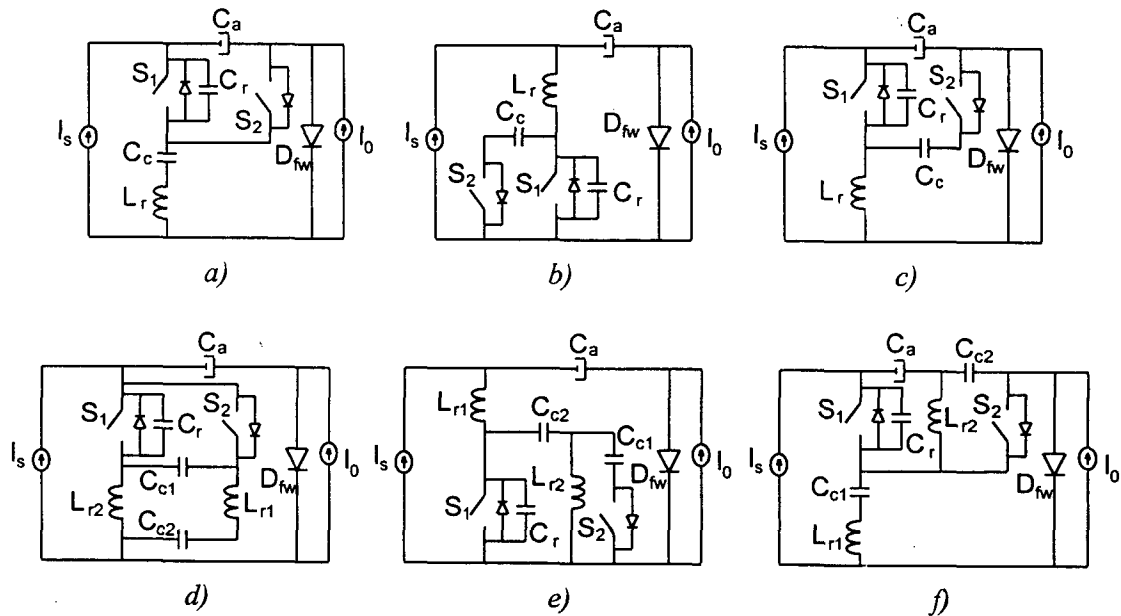 Ca
S1
Cr
S2
Is
Cc
Dfw
I0
Lr
a)
Ca
Lr
Cc
Dfw
S2
S1
Cr
Is
I0
b)
Ca
S1
S2
Cr
Is
Dfw
I0
Lr
Cc
c)
Ca
S1
S2
Cr
Is
Cc1
Dfw
I0
Lr2
Lr1
Cc2
d)
Ca
Lr1
Cc2
Cc1
Is
Lr2
Dfw
I0
S1
Cr
S2
e)
Ca
Cc2
S1
S2
Lr2
Cr
Is
Cc1
Dfw
I0
Lr1
f)